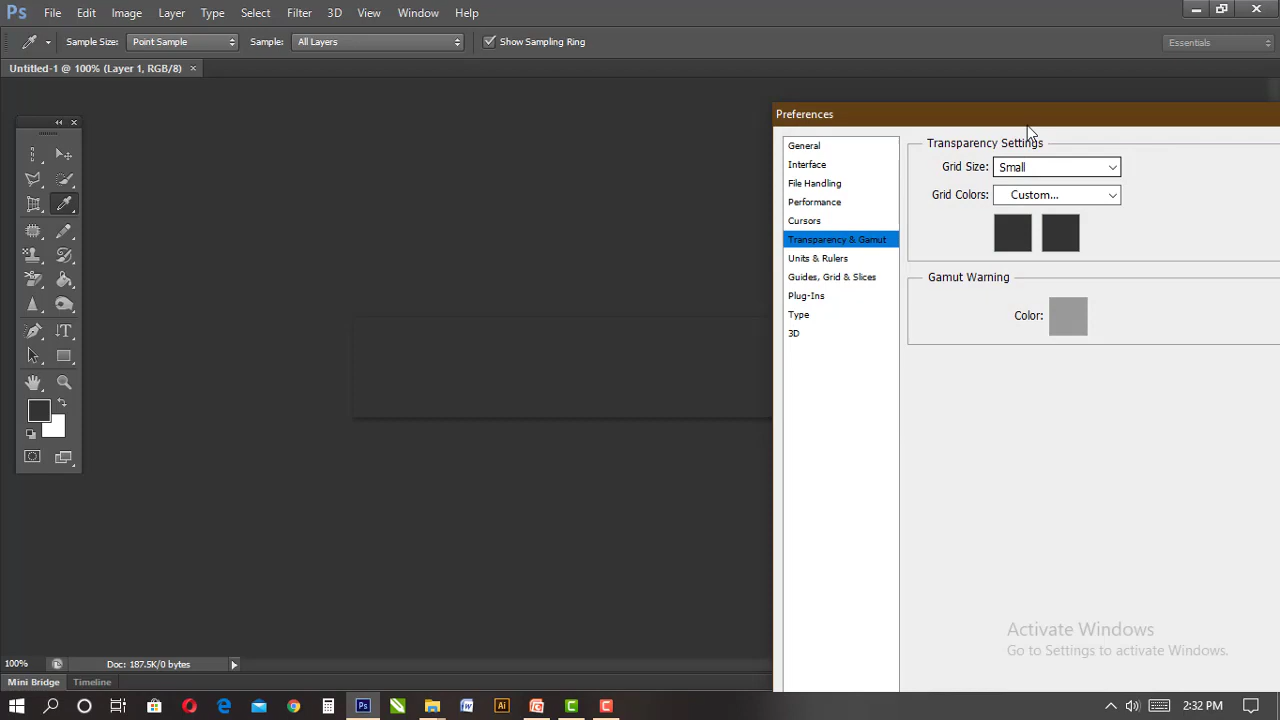 Ps File Edit Image Layer Type Select Filter 3D View Window Help
Sample Size: Point Sample Sample: All Layers Show Sampling Ring Essentials
Untitled-1 @ 100% (Layer 1, RGB/8) ×
Preferences
General
Interface
File Handling
Performance
Cursors
Transparency & Gamut
Units & Rulers
Guides, Grid & Slices
Plug-Ins
Type
3D
Transparency Settings
Grid Size: Small
Grid Colors: Custom...
Gamut Warning
Color:
Activate Windows
Go to Settings to activate Windows.
100% Doc: 187.5K/0 bytes
Mini Bridge Timeline
2:32 PM